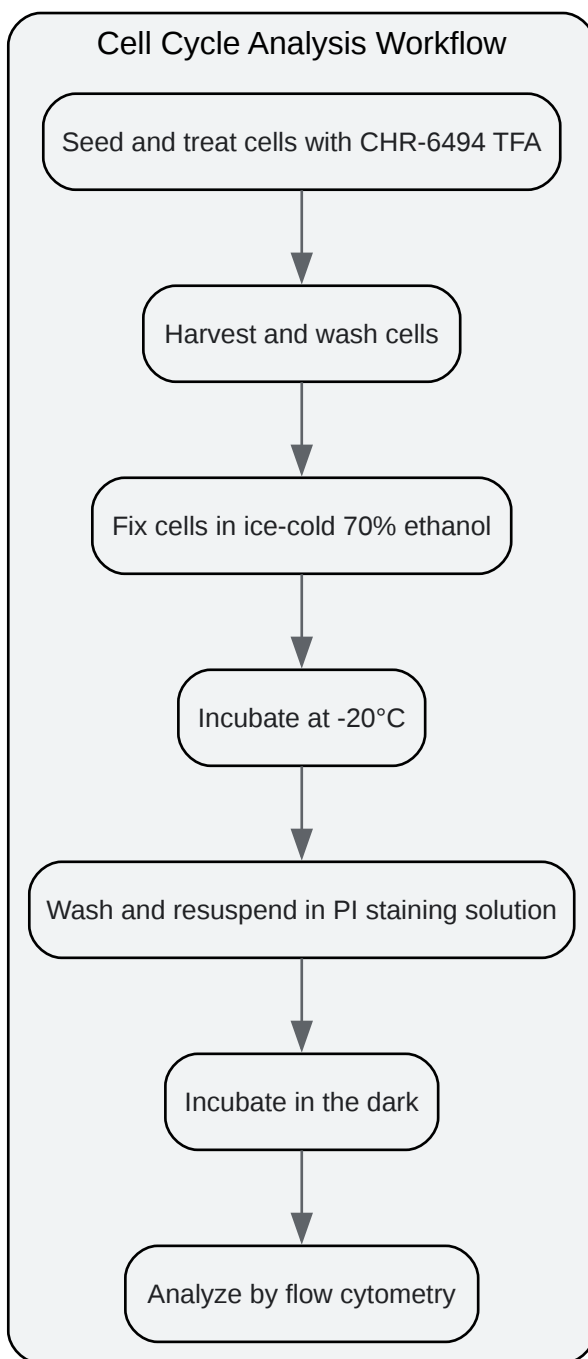 Cell Cycle Analysis Workflow
Seed and treat cells with CHR-6494 TFA
Harvest and wash cells
Fix cells in ice-cold 70% ethanol
Incubate at -20°C
Wash and resuspend in PI staining solution
Incubate in the dark
Analyze by flow cytometry